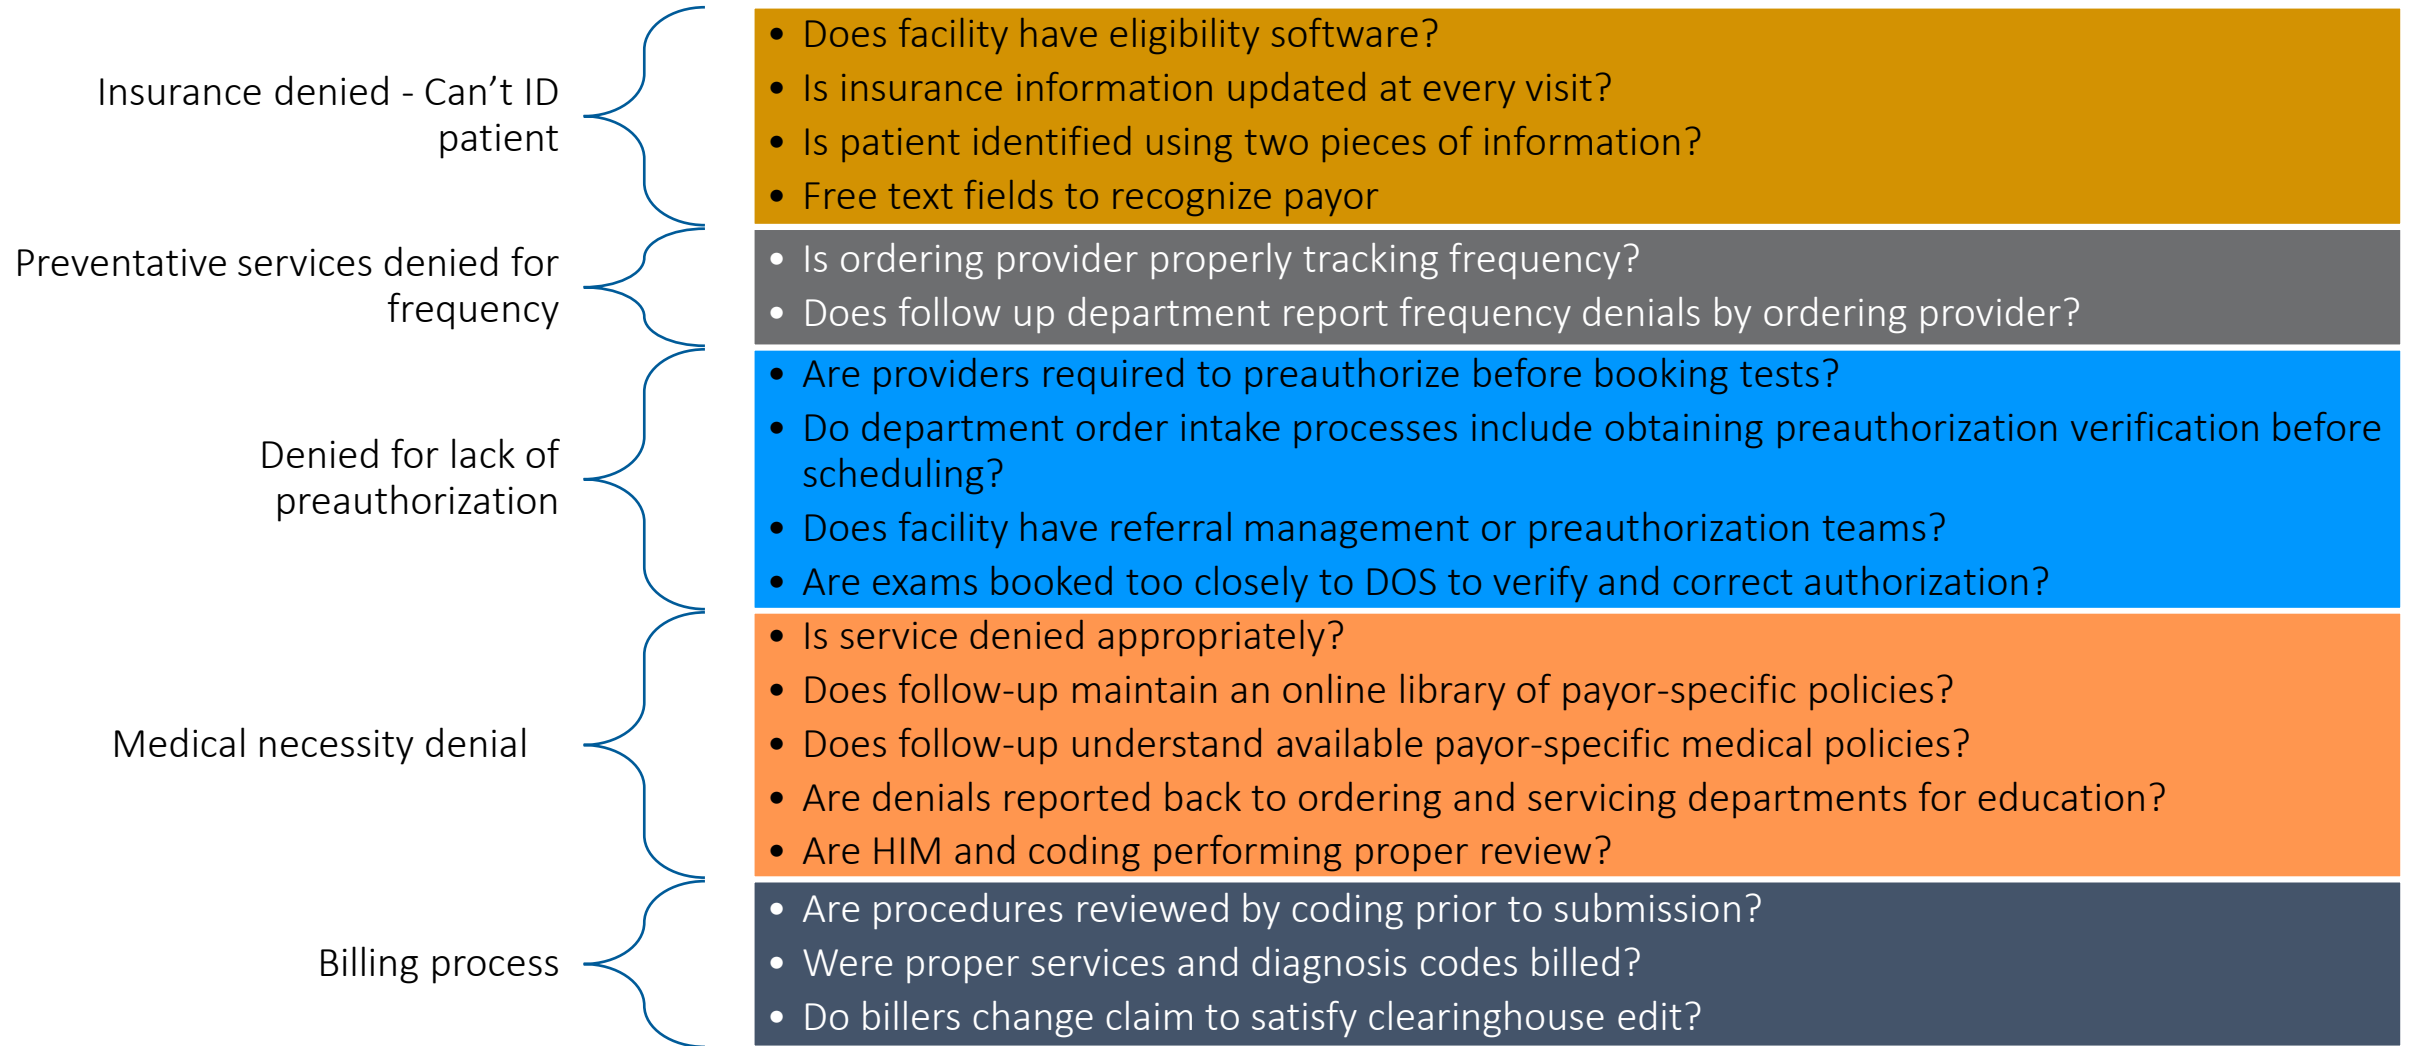 Insurance denied - Can’t ID
patient
• Does facility have eligibility software?
• Is insurance information updated at every visit?
• Is patient identified using two pieces of information?
• Free text fields to recognize payor
Preventative services denied for
frequency
• Is ordering provider properly tracking frequency?
• Does follow up department report frequency denials by ordering provider?
Denied for lack of
preauthorization
• Are providers required to preauthorize before booking tests?
• Do department order intake processes include obtaining preauthorization verification before
scheduling?
• Does facility have referral management or preauthorization teams?
• Are exams booked too closely to DOS to verify and correct authorization?
Medical necessity denial
• Is service denied appropriately?
• Does follow-up maintain an online library of payor-specific policies?
• Does follow-up understand available payor-specific medical policies?
• Are denials reported back to ordering and servicing departments for education?
• Are HIM and coding performing proper review?
Billing process
• Are procedures reviewed by coding prior to submission?
• Were proper services and diagnosis codes billed?
• Do billers change claim to satisfy clearinghouse edit?